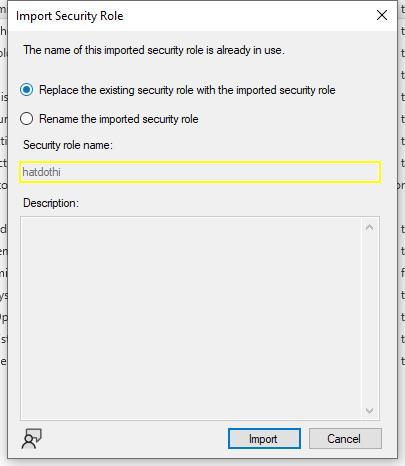 Import Security Role
The name of this imported security role is already in use.
Replace the existing security role with the imported security role
Rename the imported security role
Security role name:
hatdothi
Description:
Import
Cancel